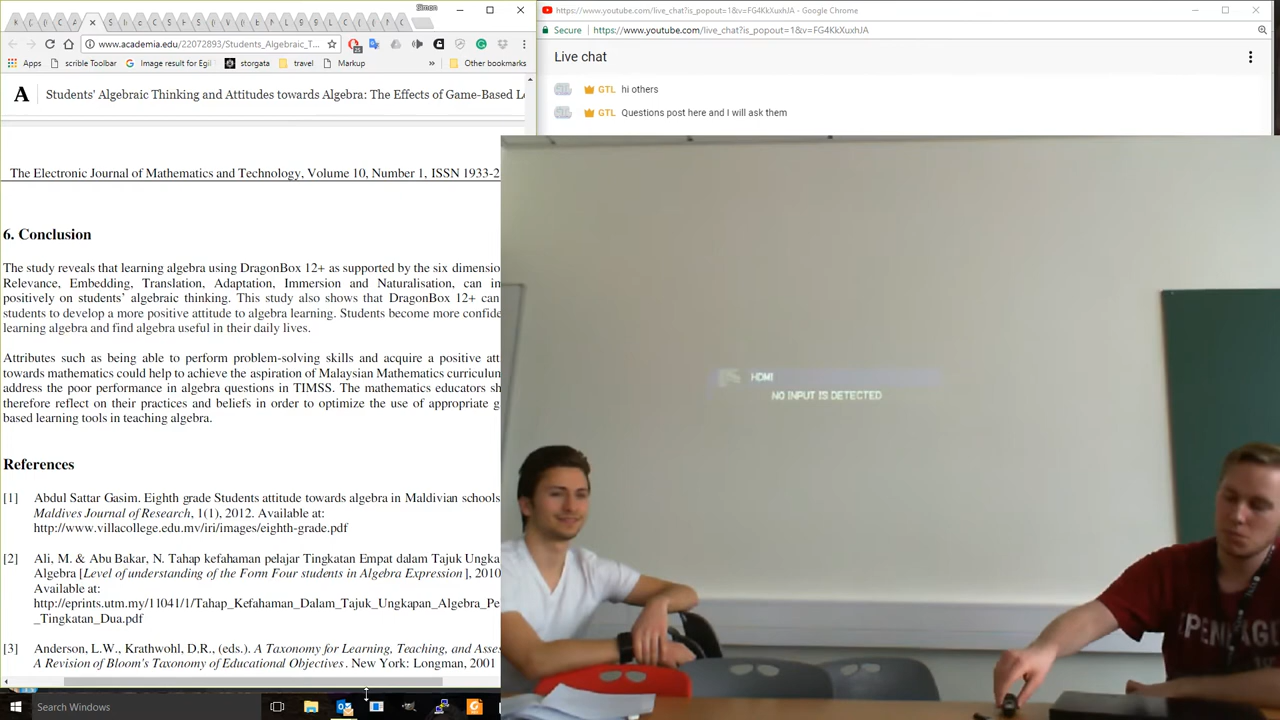 Simon
www.academia.edu/22072893/Students_Algebraic_T...
Apps
scrible Toolbar
Image result for Egil
storgata
travel
Markup
»
Other bookmarks
A
Students' Algebraic Thinking and Attitudes towards Algebra: The Effects of Game-Based
The Electronic Journal of Mathematics and Technology, Volume 10, Number 1, ISSN 1933-2
6. Conclusion
The study reveals that learning algebra using DragonBox 12+ as supported by the six
Relevance, Embedding, Translation, Adaptation, Immersion and Naturalisation, can in
positively on students' algebraic thinking. This study also shows that DragonBox 12+ can
students to develop a more positive attitude to algebra learning. Students become more
learning algebra and find algebra useful in their daily lives.
Attributes such as being able to perform problem-solving skills and acquire a positive
towards mathematics could help to achieve the aspiration of Malaysian Mathematics
address the poor performance in algebra questions in TIMSS. The mathematics educators
therefore reflect on their practices and beliefs in order to optimize the use of appropriate
based learning tools in teaching algebra.
References
[1] Abdul Sattar Gasim. Eighth grade Students attitude towards algebra in Maldivian schools
Maldives Journal of Research, 1(1), 2012. Available at:
http://www.villacollege.edu.mv/iri/images/eighth-grade.pdf
[2] Ali, M. & Abu Bakar, N. Tahap kefahaman pelajar Tingkatan Empat dalam Tajuk
Algebra [Level of understanding of the Form Four students in Algebra Expression], 2010
Available at:
http://eprints.utm.my/11041/1/Tahap_Kefahaman_Dalam_Tajuk_Ungkapan_Algebra_Pe
_Tingkatan_Dua.pdf
[3] Anderson, L.W., Krathwohl, D.R., (eds.). A Taxonomy for Learning, Teaching, and
A Revision of Bloom's Taxonomy of Educational Objectives. New York: Longman, 2001
Search Windows
https://www.youtube.com/live_chat?is_popout=1&v=FG4KkXuxhJA - Google Chrome
Secure
https://www.youtube.com/live_chat?is_popout=1&v=FG4KkXuxhJA
Live chat
GTL hi others
GTL Questions post here and I will ask them
HDMI
NO INPUT IS DETECTED